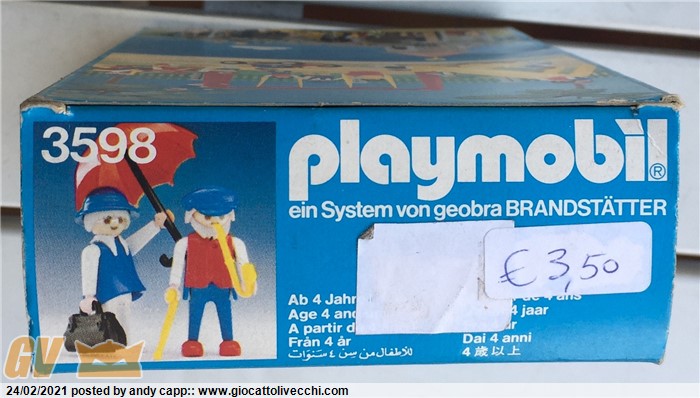 3598
playmobil®
ein System von geobra BRANDSTÄTTER
€ 3,50
Ab 4 Jahr
Age 4 and
4 jaar
A partir d
Från 4 år
Dai 4 anni
للأطفال من سن ٤ سنوات
4歳以上
GV
24/02/2021 posted by andy capp:: www.giocattolivecchi.com